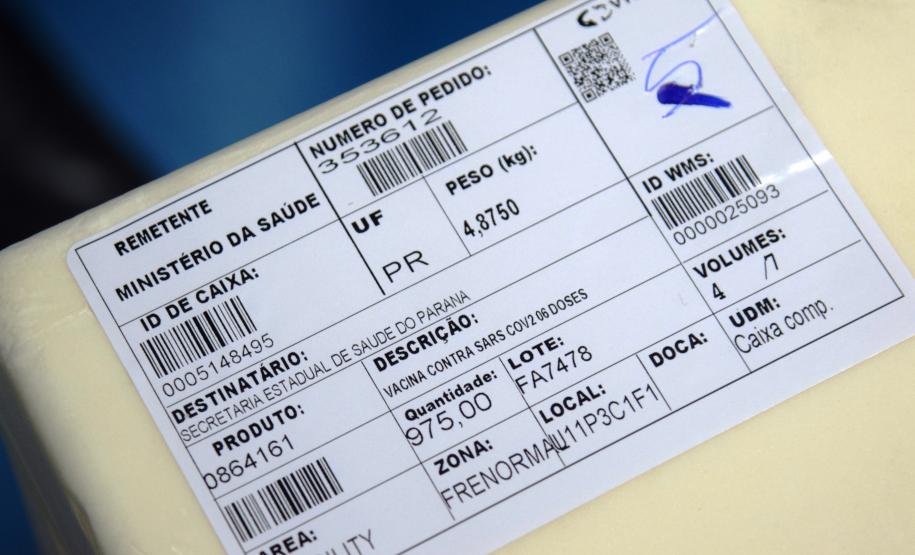 REMETENTE
MINISTÉRIO DA SAÚDE
NUMERO DE PEDIDO:
353612
UF
PR
PESO (kg):
4,8750
ID DE CAIXA:
0005148495
ID WMS:
0000025093
DESTINATÁRIO:
SECRETARIA ESTADUAL DE SAUDE DO PARANA
VOLUMES:
4 /7
PRODUTO:
0864161
DESCRIÇÃO:
VACINA CONTRA SARS COV2 06 DOSES
UDM:
Caixa comp.
Quantidade:
975,00
LOTE:
FA7478
DOCA:
ZONA:
FRENORMAL
LOCAL:
U11P3C1F1
AREA: